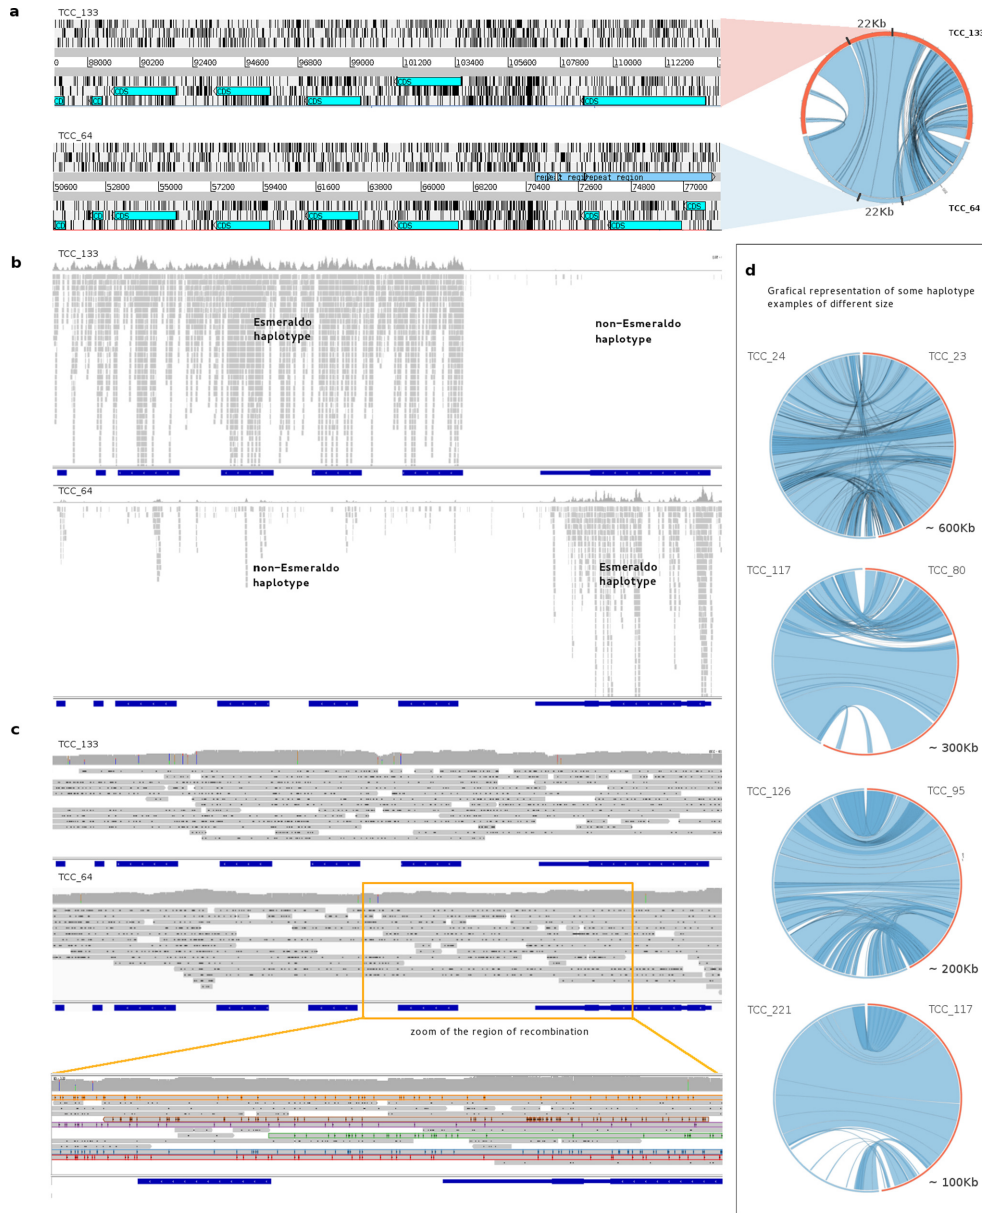 a
TCC_133
0 88000 90200 92400 94600 96800 99000 101200 103400 105600 107800 110000 112200
CDS
CDS CDS
CDS CDS
TCC_64
repeat region
50600 52800 55000 57200 59400 61600 63800 66000 68200 70400 72600 74800 77000
CDS
CDS CDS
CDS CDS CDS
22Kb
TCC_133
22Kb
TCC_64
b
TCC_133
Esmeraldo
haplotype
non-Esmeraldo
haplotype
TCC_64
non-Esmeraldo
haplotype
Esmeraldo
haplotype
c
TCC_133
TCC_64
zoom of the region of recombination
d
Grafical representation of some haplotype
examples of different size
TCC_24 TCC_23
~ 600Kb
TCC_117 TCC_80
~ 300Kb
TCC_126 TCC_95
~ 200Kb
TCC_221 TCC_117
~ 100Kb